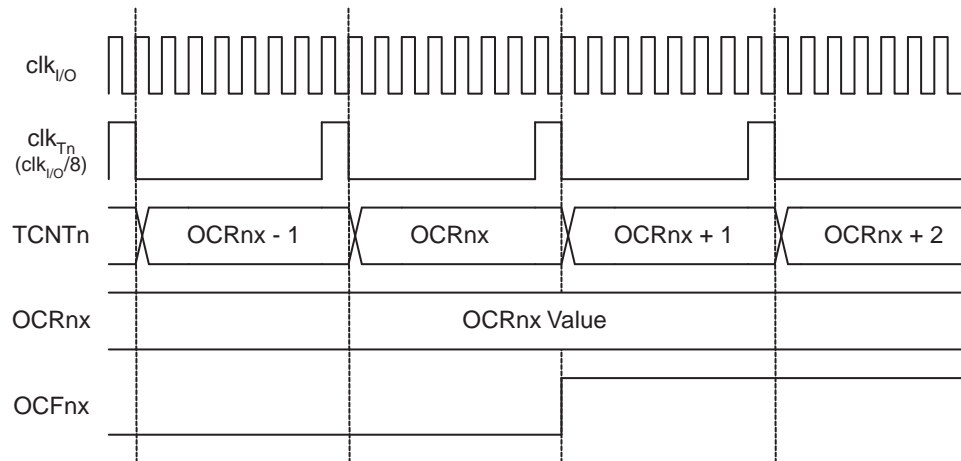 clkI/O
clkTn
(clkI/O/8)
TCNTn OCRnx - 1 OCRnx OCRnx + 1 OCRnx + 2
OCRnx OCRnx Value
OCFnx